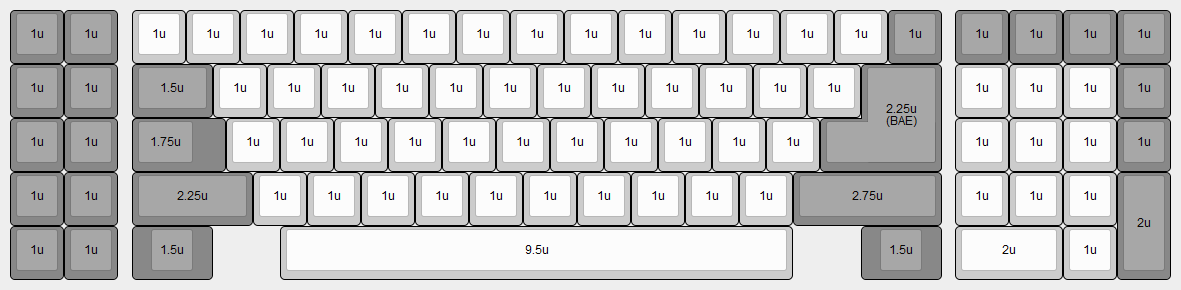 1u 1u 1u 1u 1u 1u 1u 1u 1u 1u 1u 1u 1u 1u 1u 1u 1u 1u 1u 1u 1u
1u 1u 1.5u 1u 1u 1u 1u 1u 1u 1u 1u 1u 1u 1u 1u 2.25u 1u 1u 1u 1u
(BAE)
1u 1u 1.75u 1u 1u 1u 1u 1u 1u 1u 1u 1u 1u 1u 1u 1u 1u 1u
1u 1u 2.25u 1u 1u 1u 1u 1u 1u 1u 1u 1u 1u 2.75u 1u 1u 1u 2u
1u 1u 1.5u 9.5u 1.5u 2u 1u